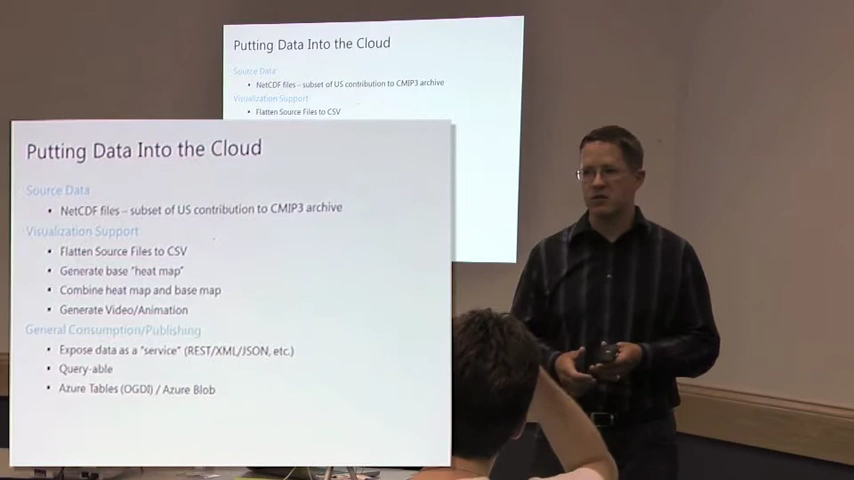 Putting Data Into the Cloud
Source Data
• NetCDF files – subset of US contribution to CMIP3 archive
Visualization Support
• Flatten Source Files to CSV
Putting Data Into the Cloud
Source Data
• NetCDF files – subset of US contribution to CMIP3 archive
Visualization Support
• Flatten Source Files to CSV
• Generate base "heat map"
• Combine heat map and base map
• Generate Video/Animation
General Consumption/Publishing
• Expose data as a "service" (REST/XML/JSON, etc.)
• Query-able
• Azure Tables (OGDI) / Azure Blob